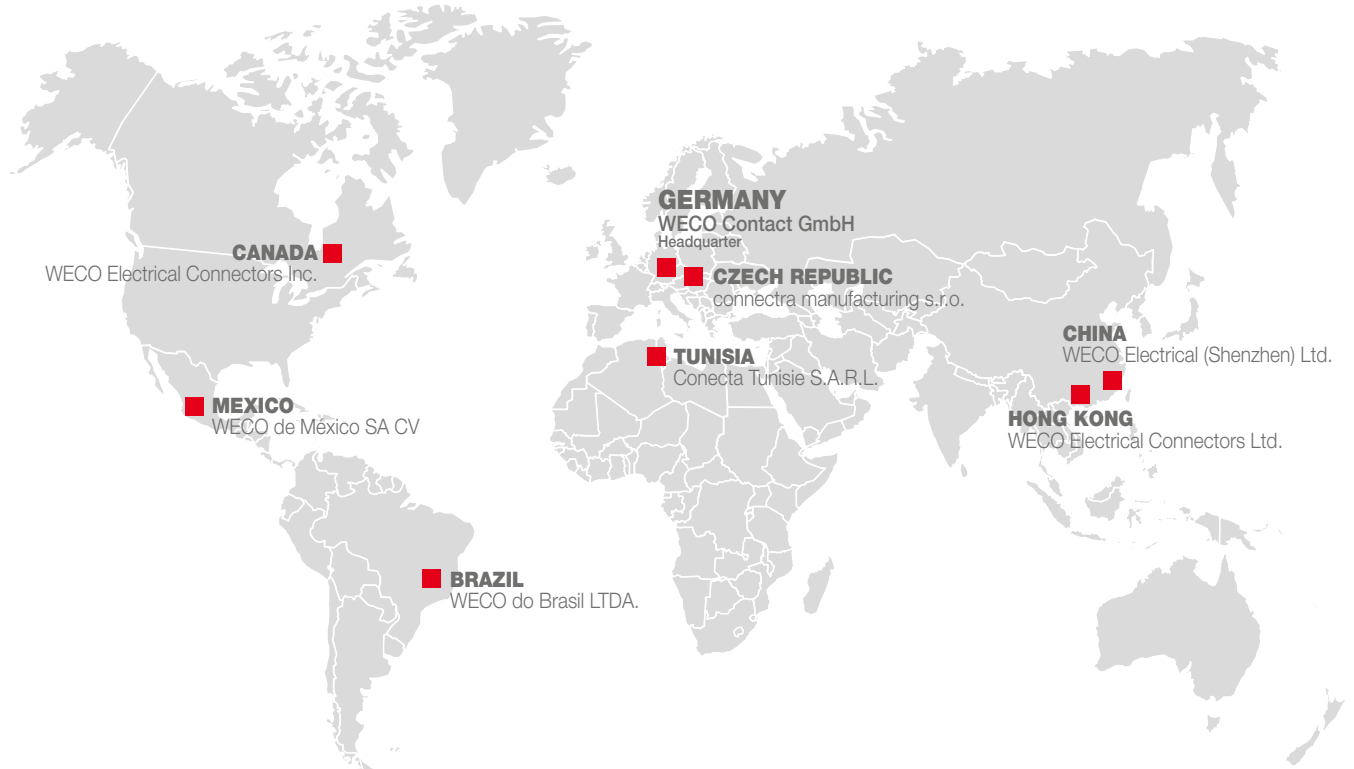 GERMANY
WECO Contact GmbH
Headquarter
CANADA
WECO Electrical Connectors Inc.
CZECH REPUBLIC
connectra manufacturing s.r.o.
CHINA
WECO Electrical (Shenzhen) Ltd.
TUNISIA
Conecta Tunisie S.A.R.L.
MEXICO
WECO de México SA CV
HONG KONG
WECO Electrical Connectors Ltd.
BRAZIL
WECO do Brasil LTDA.